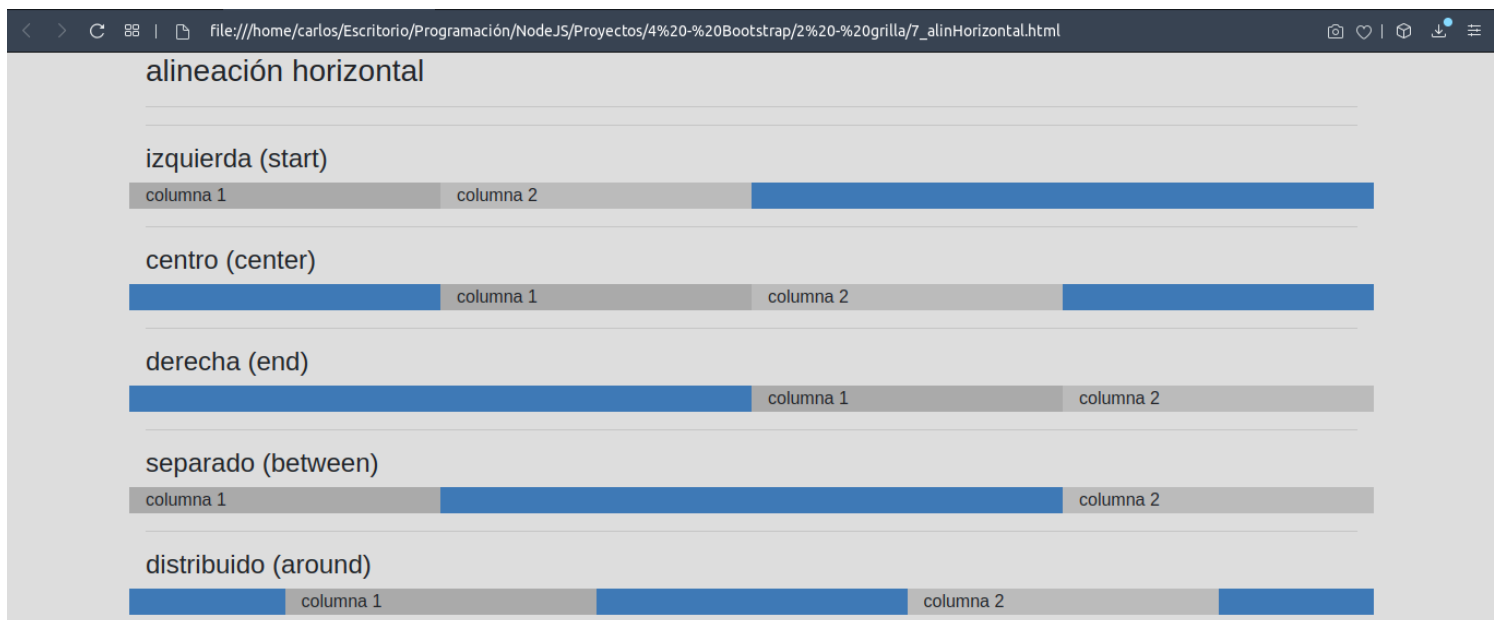 file:///home/carlos/Escritorio/Programación/NodeJS/Proyectos/4%20-%20Bootstrap/2%20-%20grilla/7_alinHorizontal.html
alineación horizontal
izquierda (start)
columna 1 columna 2
centro (center)
columna 1 columna 2
derecha (end)
columna 1 columna 2
separado (between)
columna 1 columna 2
distribuido (around)
columna 1 columna 2